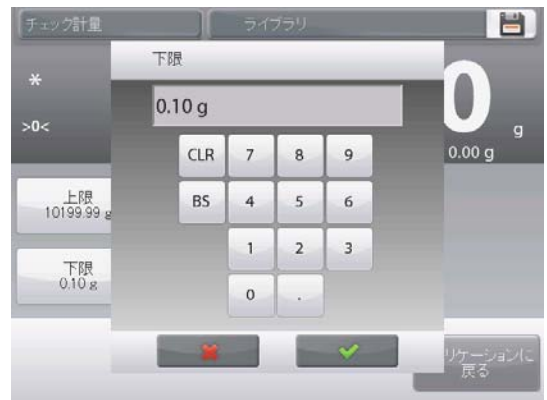 チェック計量
ライブラリ
下限
*
0.10 g
0
g
>0<
0.00 g
CLR 7 8 9
BS 4 5 6
1 2 3
0 .
上限
10199.99 g
下限
0.10 g
リケーションに
戻る